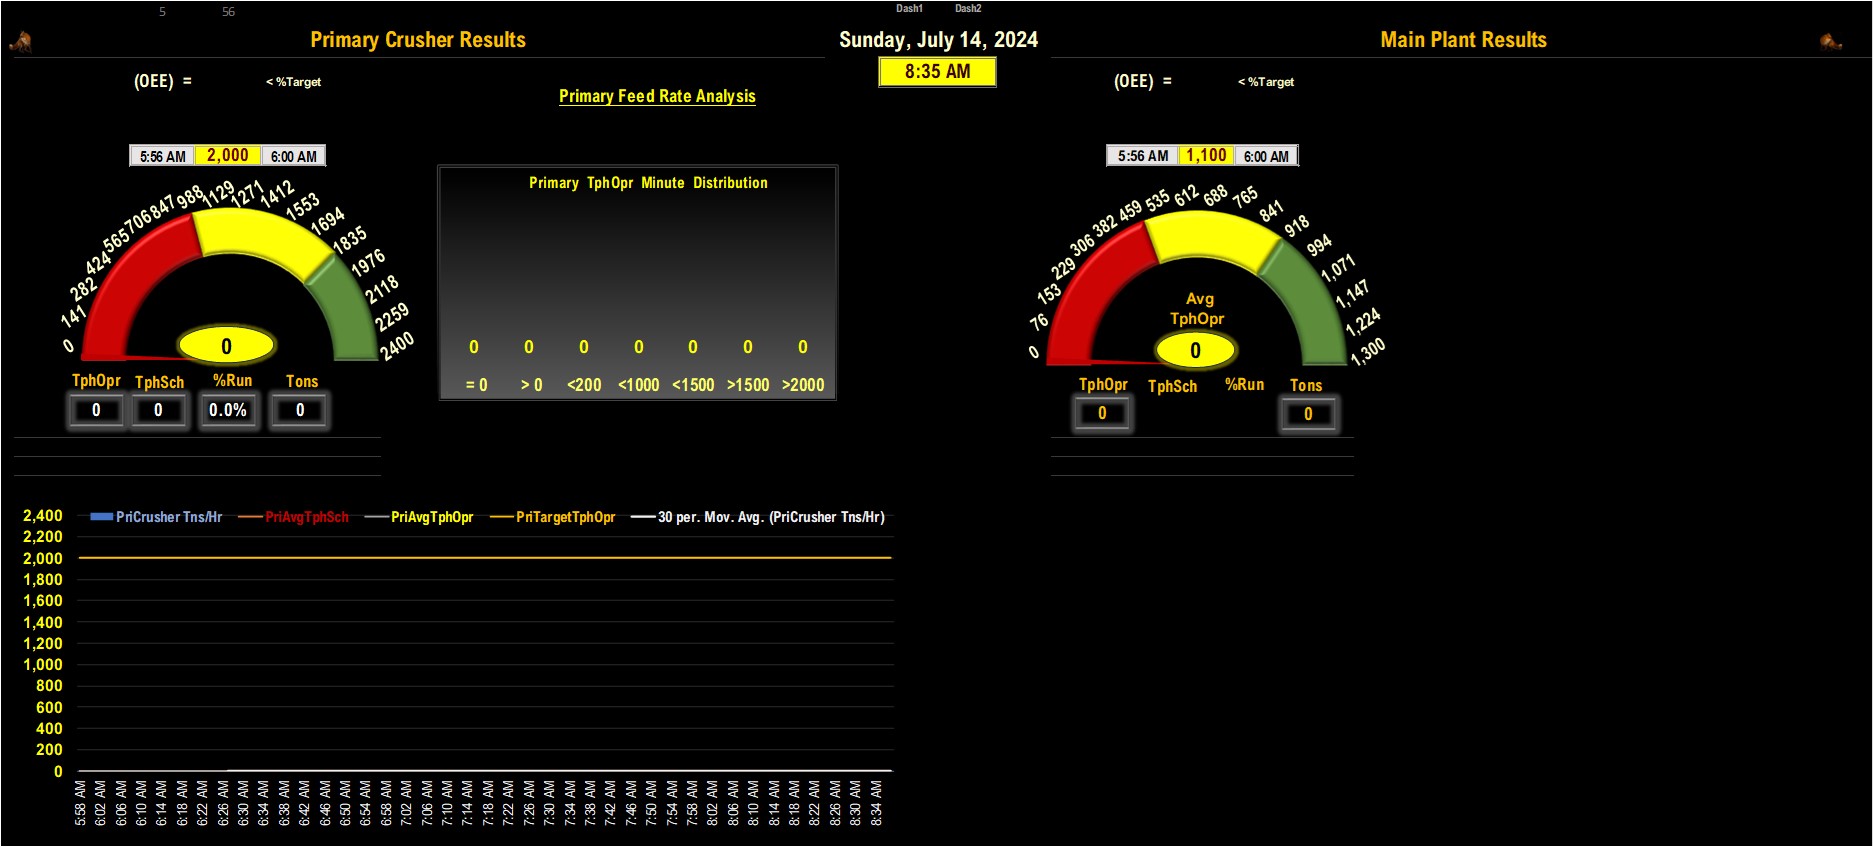 5 56 Dash1 Dash2
Primary Crusher Results
Sunday, July 14, 2024
Main Plant Results
8:35 AM
(OEE) = < %Target
Primary Feed Rate Analysis
(OEE) = < %Target
5:56 AM 2,000 6:00 AM
0 141 282 424 565 706 847 988 1129 1271 1412 1553 1694 1835 1976 2118 2259 2400
0
TphOpr TphSch %Run Tons
0 0 0.0% 0
Primary TphOpr Minute Distribution
0 0 0 0 0 0 0
= 0 > 0 <200 <1000 <1500 >1500 >2000
5:56 AM 1,100 6:00 AM
0 76 153 229 306 382 459 535 612 688 765 841 918 994 1,071 1,147 1,224 1,300
Avg
TphOpr
0
TphOpr TphSch %Run Tons
0 0
PriCrusher Tns/Hr PriAvgTphSch PriAvgTphOpr PriTargetTphOpr 30 per. Mov. Avg. (PriCrusher Tns/Hr)
2,400
2,200
2,000
1,800
1,600
1,400
1,200
1,000
800
600
400
200
0
5:58 AM 6:02 AM 6:06 AM 6:10 AM 6:14 AM 6:18 AM 6:22 AM 6:26 AM 6:30 AM 6:34 AM 6:38 AM 6:42 AM 6:46 AM 6:50 AM 6:54 AM 6:58 AM 7:02 AM 7:06 AM 7:10 AM 7:14 AM 7:18 AM 7:22 AM 7:26 AM 7:30 AM 7:34 AM 7:38 AM 7:42 AM 7:46 AM 7:50 AM 7:54 AM 7:58 AM 8:02 AM 8:06 AM 8:10 AM 8:14 AM 8:18 AM 8:22 AM 8:26 AM 8:30 AM 8:34 AM